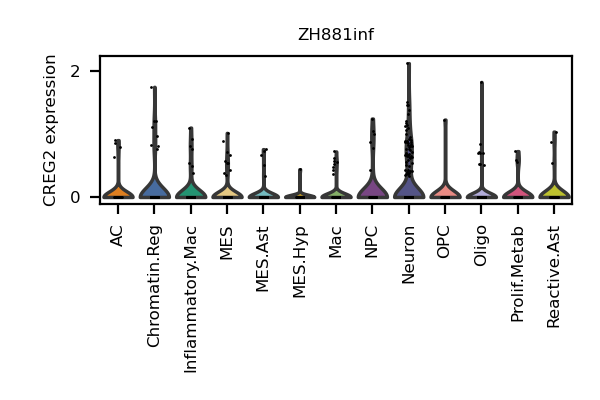 ZH881inf
CREG2 expression
2
0
AC
Chromatin.Reg
Inflammatory.Mac
MES
MES.Ast
MES.Hyp
Mac
NPC
Neuron
OPC
Oligo
Prolif.Metab
Reactive.Ast